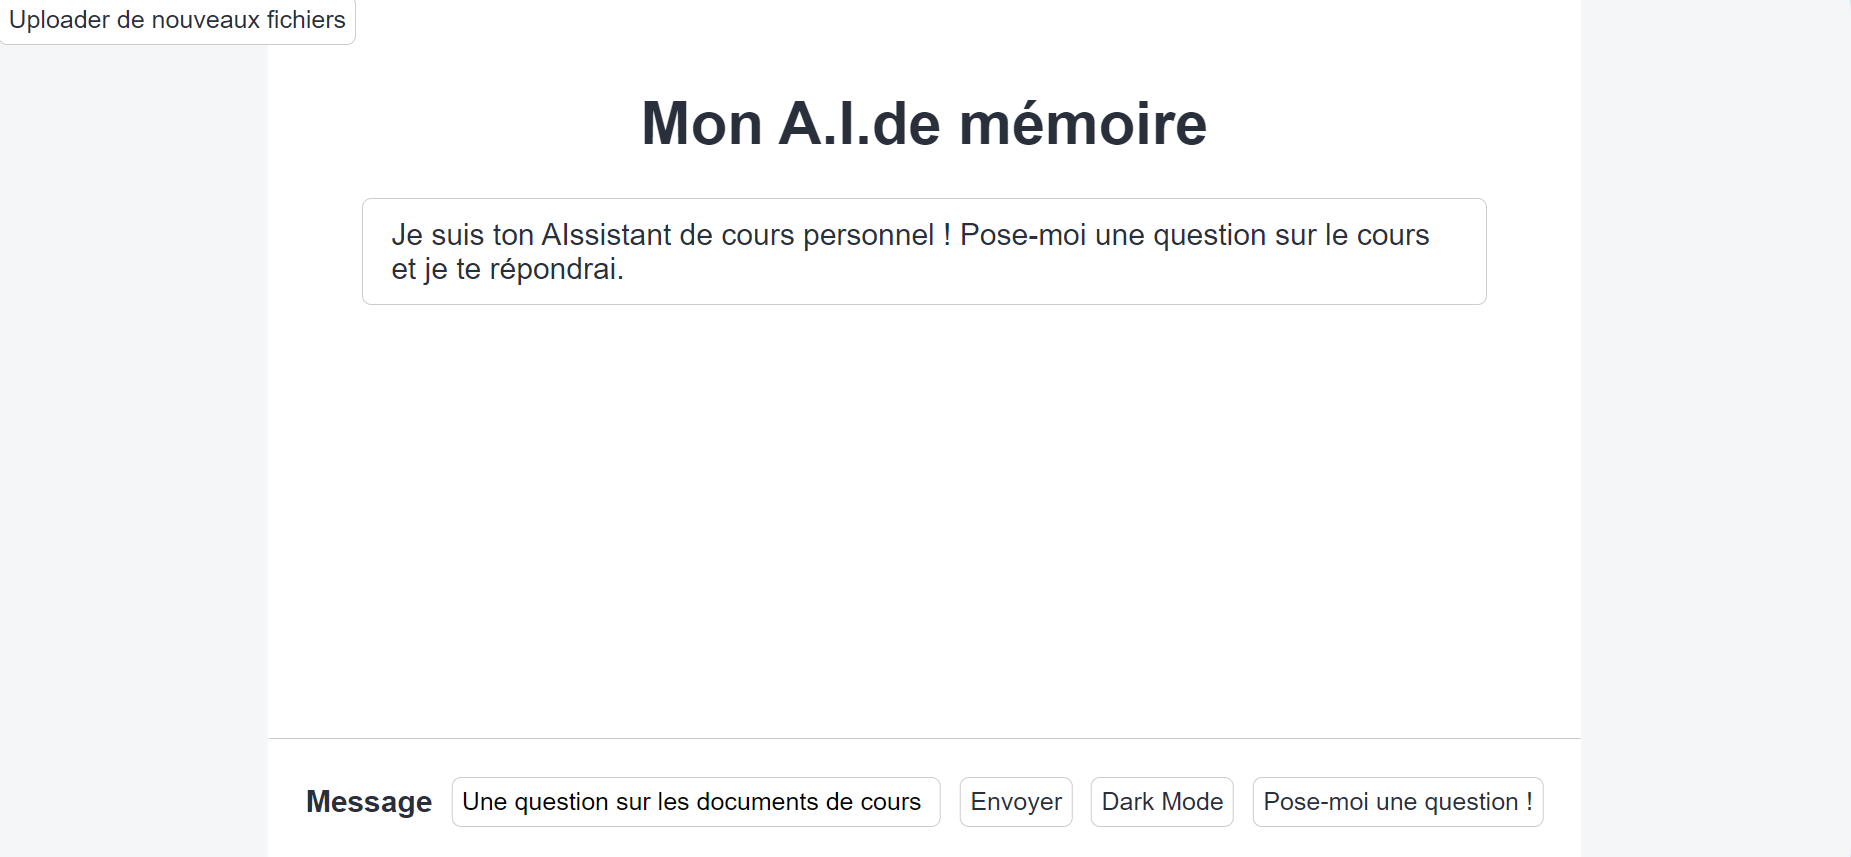 Uploader de nouveaux fichiers
Mon A.I.de mémoire
Je suis ton AIssistant de cours personnel ! Pose-moi une question sur le cours
et je te répondrai.
Message Une question sur les documents de cours Envoyer Dark Mode Pose-moi une question !